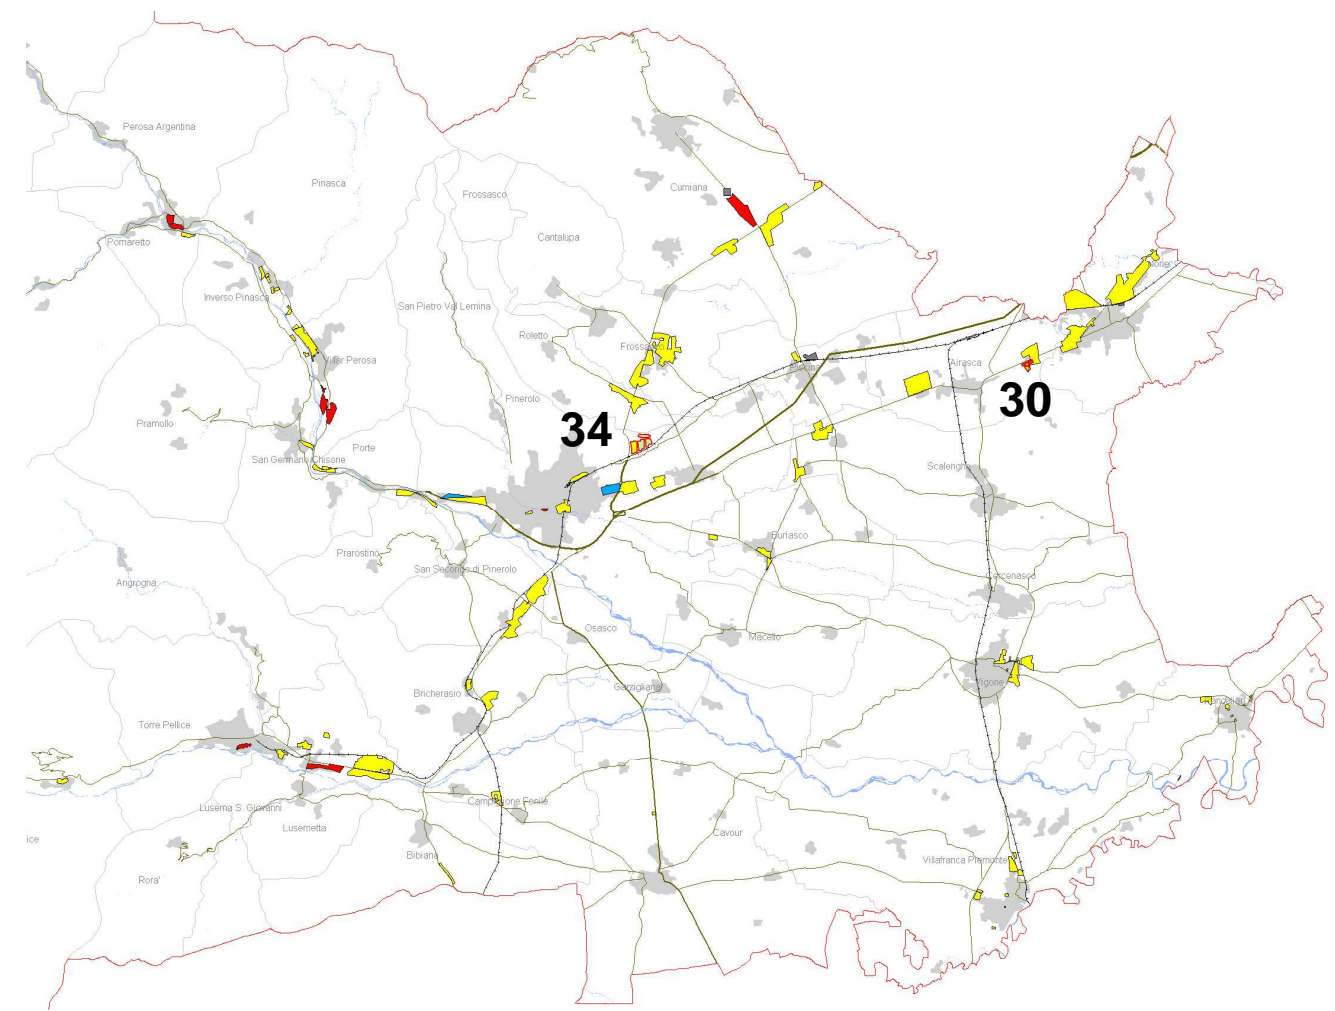 Perosa Argentina
Pinasca
Cumiana
Frossasco
Pomaretto
Cantalupa
Inverso Pinasca
San Pietro Val Lemina
Roletto
Villar Perosa
Airasca
Pinerolo
30
34
Pramollo
Porte
San Germano Chisone
Scalenghe
Buriasco
Prarostino
San Secondo di Pinerolo
Angrogna
Osasco
Macello
Garzigliana
Bricherasio
Vigone
Torre Pellice
Campiglione Fenile
Luserna S. Giovanni
Lusernetta
Cavour
ice
Bibiana
Villafranca Piemonte
Rora'